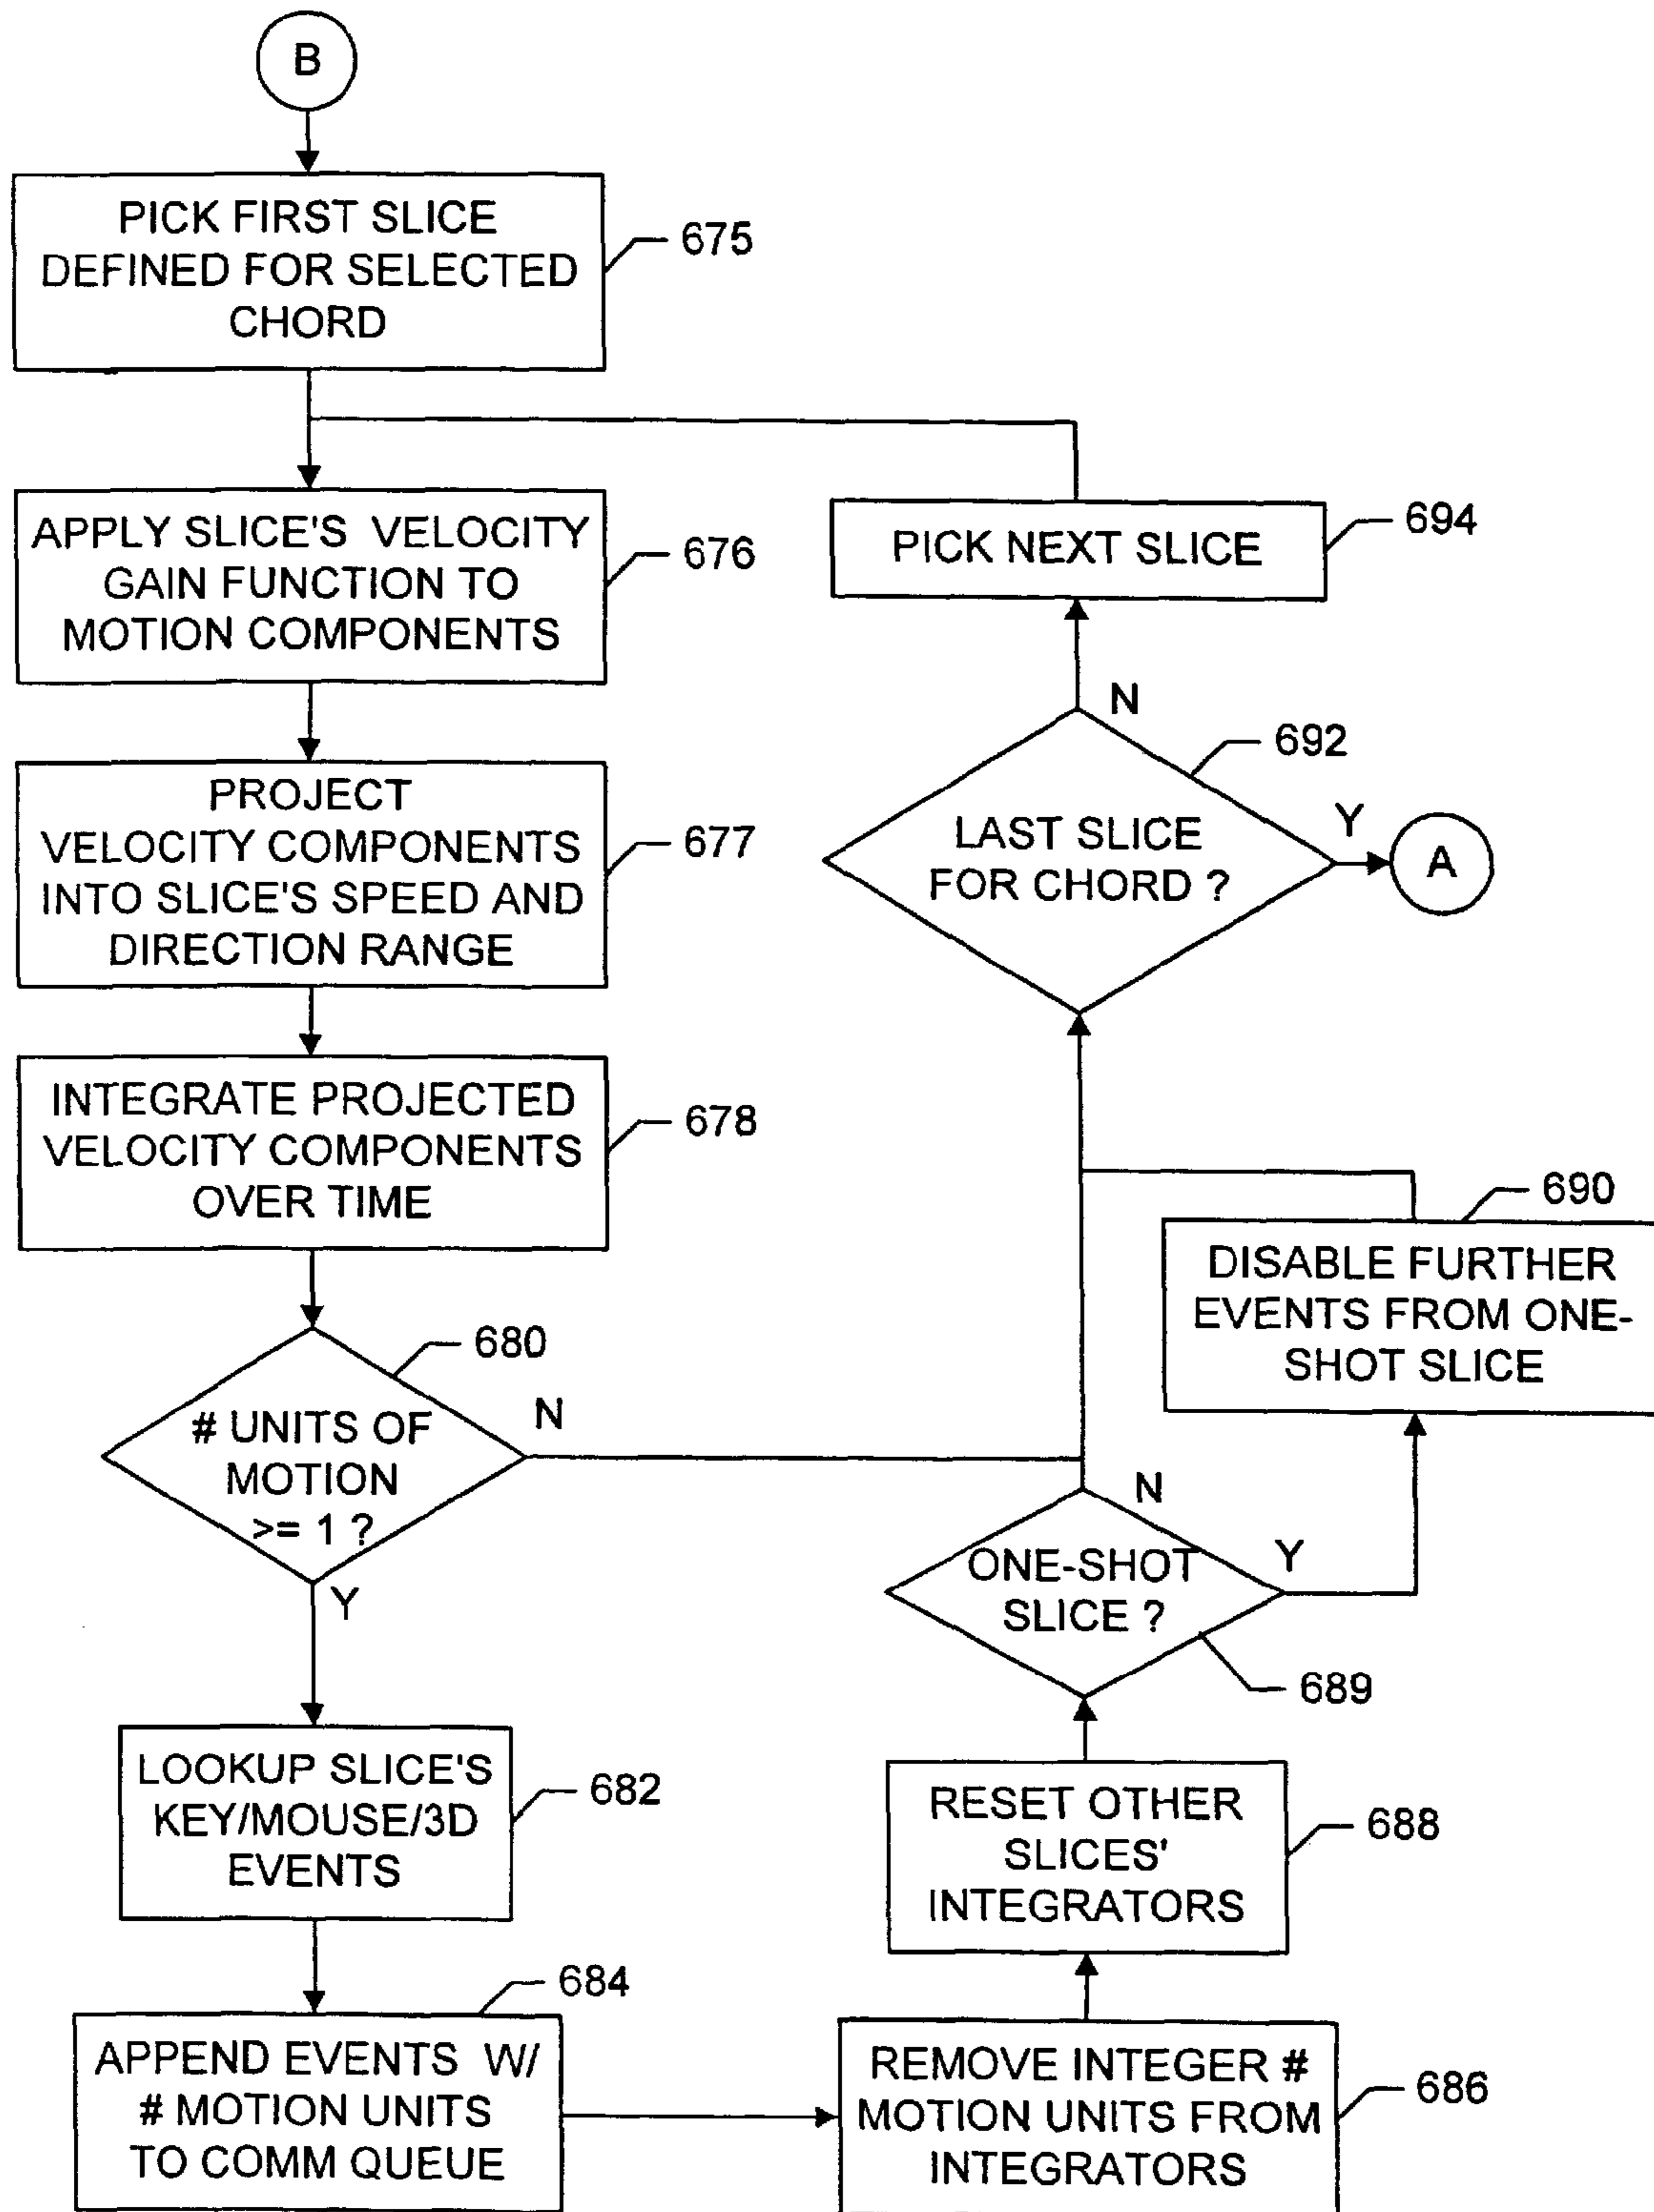 B
PICK FIRST SLICE
DEFINED FOR SELECTED
CHORD
675
APPLY SLICE'S VELOCITY
GAIN FUNCTION TO
MOTION COMPONENTS
676
PROJECT
VELOCITY COMPONENTS
INTO SLICE'S SPEED AND
DIRECTION RANGE
677
INTEGRATE PROJECTED
VELOCITY COMPONENTS
OVER TIME
678
# UNITS OF
MOTION
>= 1 ?
680
N
Y
LOOKUP SLICE'S
KEY/MOUSE/3D
EVENTS
682
APPEND EVENTS W/
# MOTION UNITS
TO COMM QUEUE
684
REMOVE INTEGER #
MOTION UNITS FROM
INTEGRATORS
686
RESET OTHER
SLICES'
INTEGRATORS
688
ONE-SHOT
SLICE ?
689
N
Y
DISABLE FURTHER
EVENTS FROM ONE-
SHOT SLICE
690
LAST SLICE
FOR CHORD ?
692
N
Y
A
PICK NEXT SLICE
694